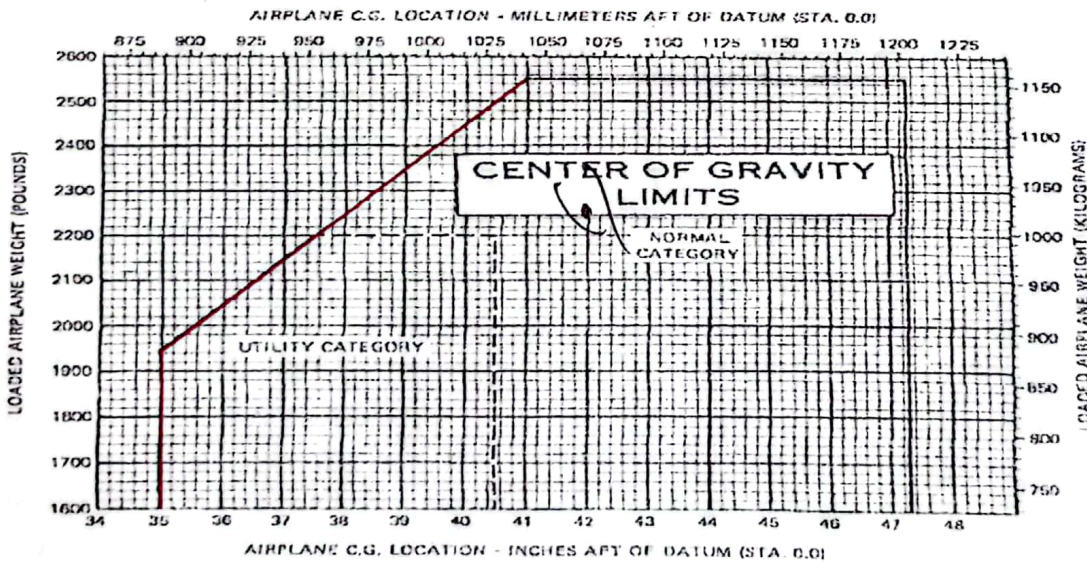 AIRPLANE C.G. LOCATION - MILLIMETERS AFT OF DATUM (STA. 0.0)
875 900 925 950 975 1000 1025 1050 1075 1100 1125 1150 1175 1200 1225
2600
2500
2400
2300
2200
2100
2000
1900
1800
1700
1600
LOADED AIRPLANE WEIGHT (POUNDS)
CENTER OF GRAVITY
LIMITS
NORMAL
CATEGORY
UTILITY CATEGORY
1150
1100
1050
1000
950
900
850
800
750
LOADED AIRPLANE WEIGHT (KILOGRAMS)
34 35 36 37 38 39 40 41 42 43 44 45 46 47 48
AIRPLANE C.G. LOCATION - INCHES AFT OF DATUM (STA. 0.0)